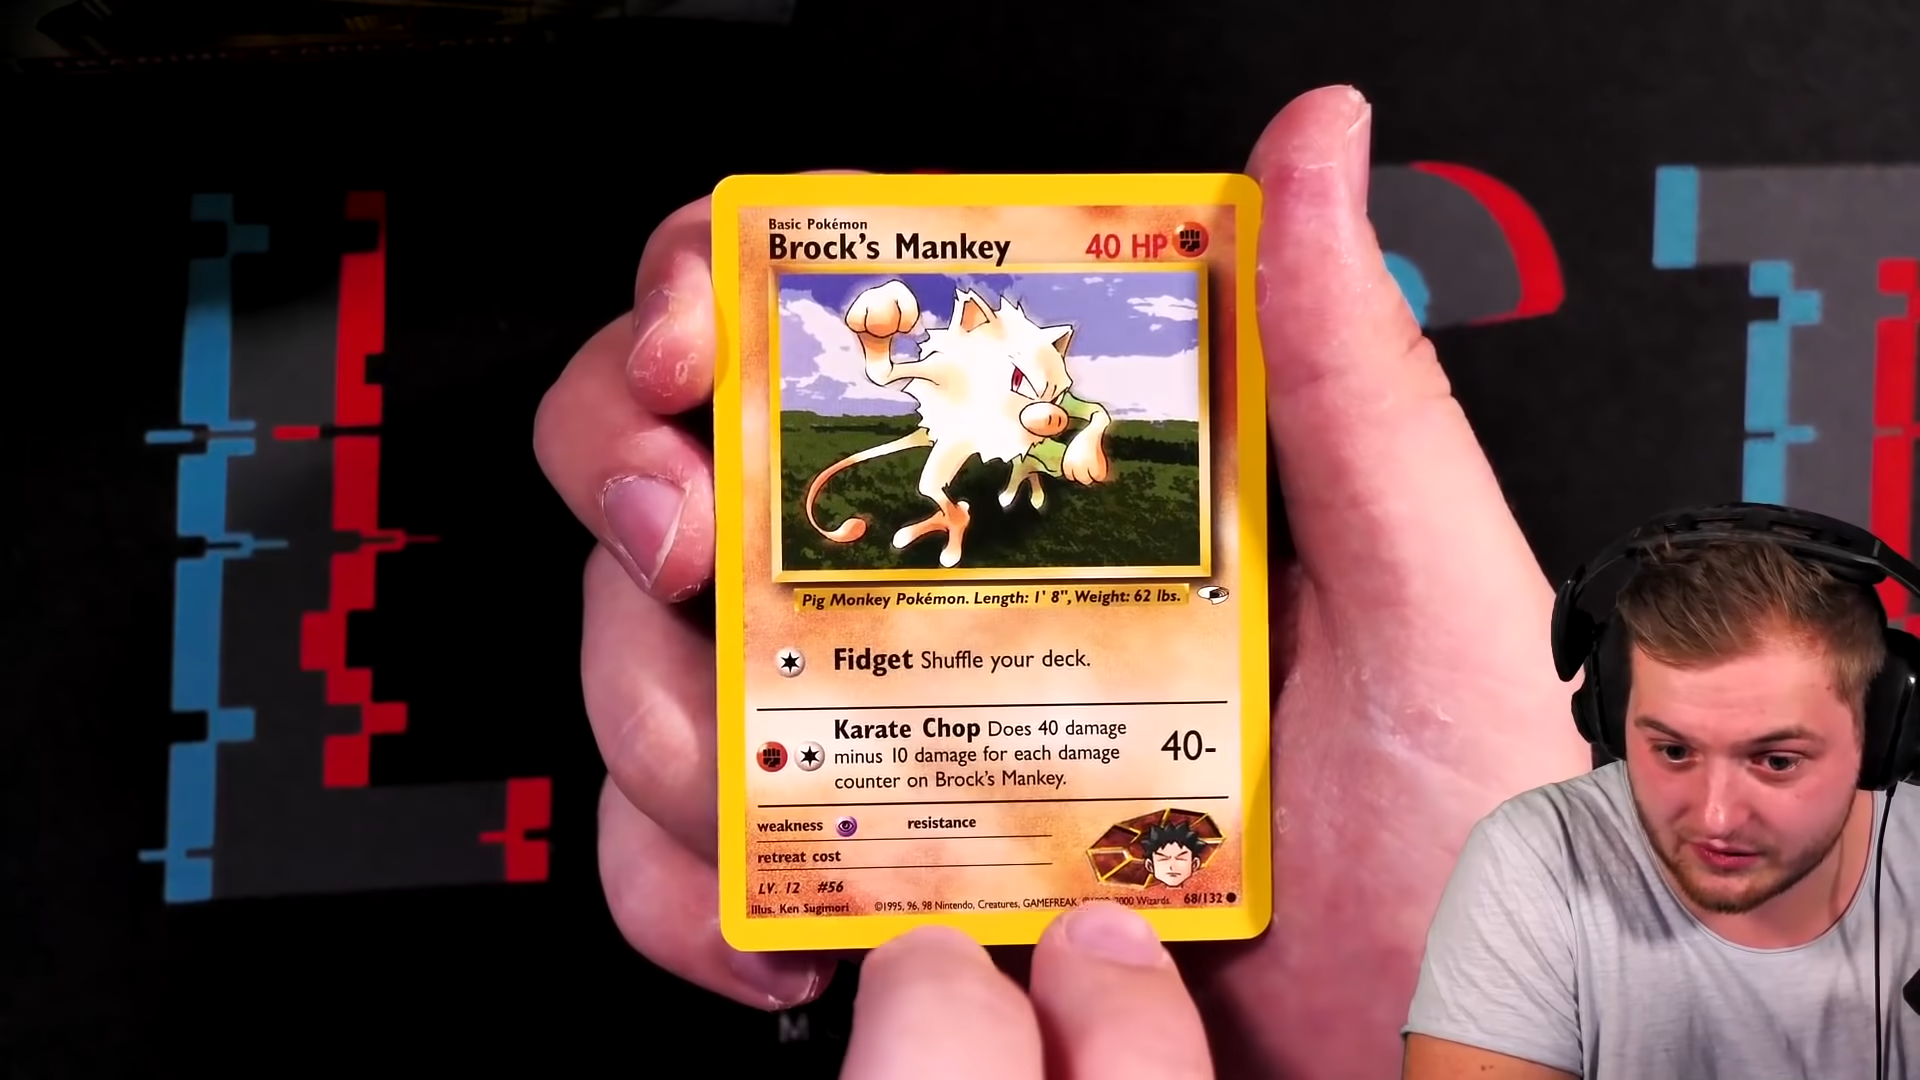 Basic Pokémon
Brock's Mankey 40 HP
Pig Monkey Pokémon. Length: 1' 8", Weight: 62 lbs.
Fidget Shuffle your deck.
Karate Chop Does 40 damage
minus 10 damage for each damage
counter on Brock's Mankey.
40-
weakness resistance
retreat cost
LV. 12 #56
Illus. Ken Sugimori ©1995, 96, 98 Nintendo, Creatures, GAMEFREAK. 2000 Wizards. 68/132